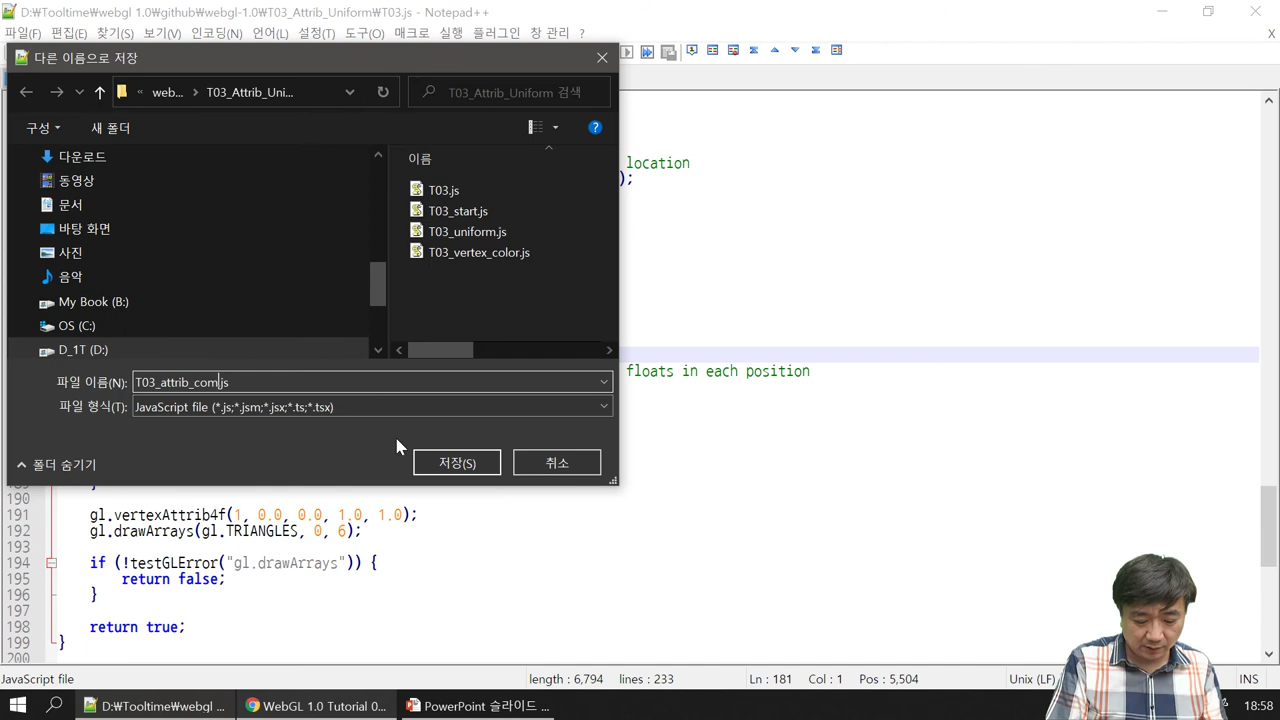 D:₩Tooltime₩webgl 1.0₩github₩webgl-1.0₩T03_Attrib_Uniform₩T03.js - Notepad++
파일(F) 편집(E) 찾기(S) 보기(V) 인코딩(N) 언어(L) 설정(T) 도구(O) 매크로 실행 플러그인 창 관리 ? X
다른 이름으로 저장
« web... › T03_Attrib_Uni...
T03_Attrib_Uniform 검색
구성 새 폴더
다운로드
동영상
문서
바탕 화면
사진
음악
My Book (B:)
OS (C:)
D_1T (D:)
이름
T03.js
T03_start.js
T03_uniform.js
T03_vertex_color.js
파일 이름(N): T03_attrib_com.js
파일 형식(T): JavaScript file (*.js;*.jsm;*.jsx;*.ts;*.tsx)
폴더 숨기기
저장(S)
취소
location
);
floats in each position
190
191 gl.vertexAttrib4f(1, 0.0, 0.0, 1.0, 1.0);
192 gl.drawArrays(gl.TRIANGLES, 0, 6);
193
194 if (!testGLError("gl.drawArrays")) {
195 return false;
196 }
197
198 return true;
199 }
200
JavaScript file length : 6,794 lines : 233 Ln : 181 Col : 1 Pos : 5,504 Unix (LF) INS
D:₩Tooltime₩webgl ... WebGL 1.0 Tutorial 0... PowerPoint 슬라이드 ... 18:58